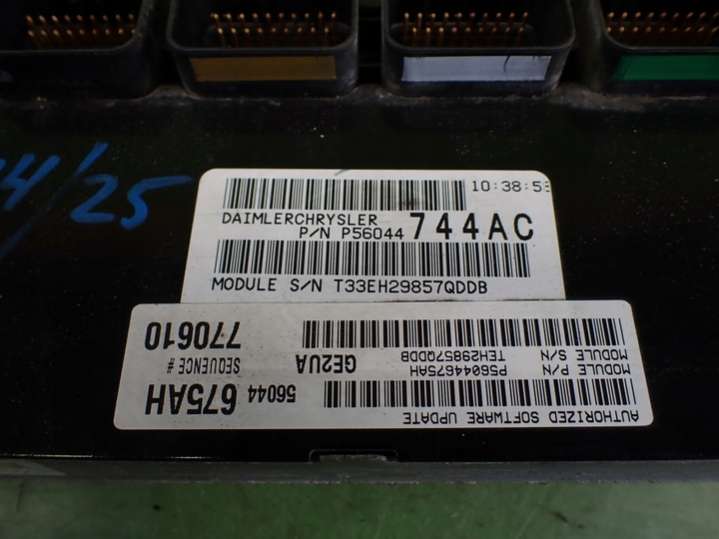 4/25
10:38:5
DAIMLERCHRYSLER
P/N P56044 744AC
MODULE S/N T33EH29857QDDB
AUTHORIZED SOFTWARE UPDATE
56044 675AH
MODULE P/N P56044675AH
MODULE S/N TEH29857QDDB
GE2UA
SEQUENCE # 770610